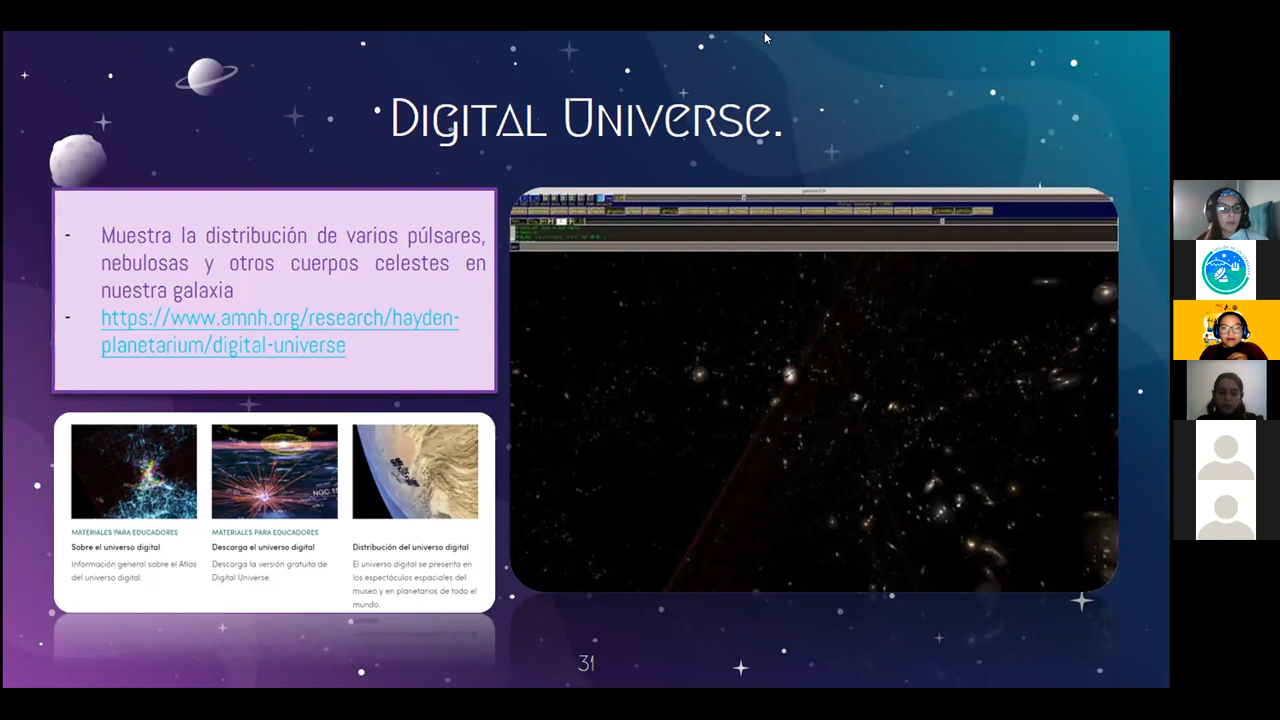 Digital Universe.
- Muestra la distribución de varios púlsares,
nebulosas y otros cuerpos celestes en
nuestra galaxia
- https://www.amnh.org/research/hayden-
planetarium/digital-universe
NGC 1
MATERIALES PARA EDUCADORES
Sobre el universo digital
Información general sobre el Atlas
del universo digital.
MATERIALES PARA EDUCADORES
Descarga el universo digital
Descarga la versión gratuita de
Digital Universe.
Distribución del universo digital
El universo digital se presenta en
los espectáculos espaciales del
museo y en planetarios de todo el
mundo.
31